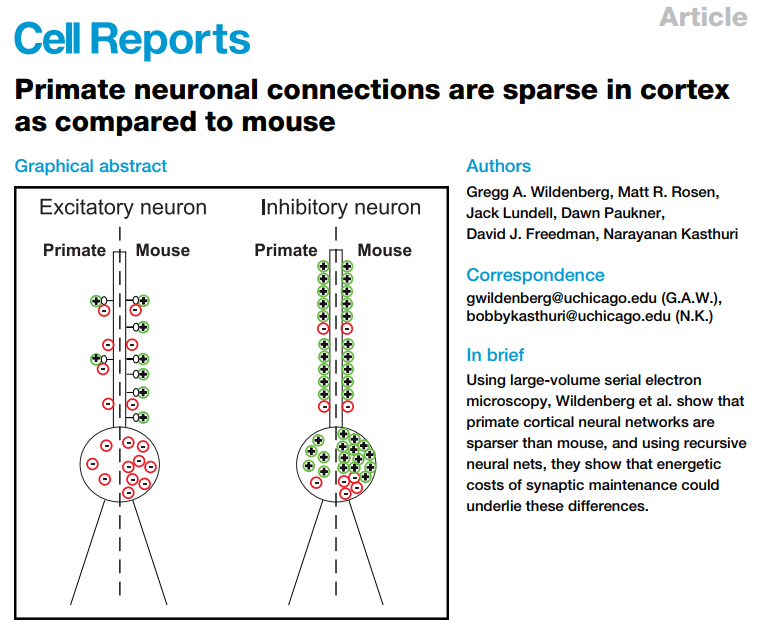 Article
Cell Reports
Primate neuronal connections are sparse in cortex
as compared to mouse
Graphical abstract
Excitatory neuron
Inhibitory neuron
Primate
Mouse
Primate
Mouse
Authors
Gregg A. Wildenberg, Matt R. Rosen,
Jack Lundell, Dawn Paukner,
David J. Freedman, Narayanan Kasthuri
Correspondence
gwildenberg@uchicago.edu (G.A.W.),
bobbykasthuri@uchicago.edu (N.K.)
In brief
Using large-volume serial electron
microscopy, Wildenberg et al. show that
primate cortical neural networks are
sparser than mouse, and using recursive
neural nets, they show that energetic
costs of synaptic maintenance could
underlie these differences.